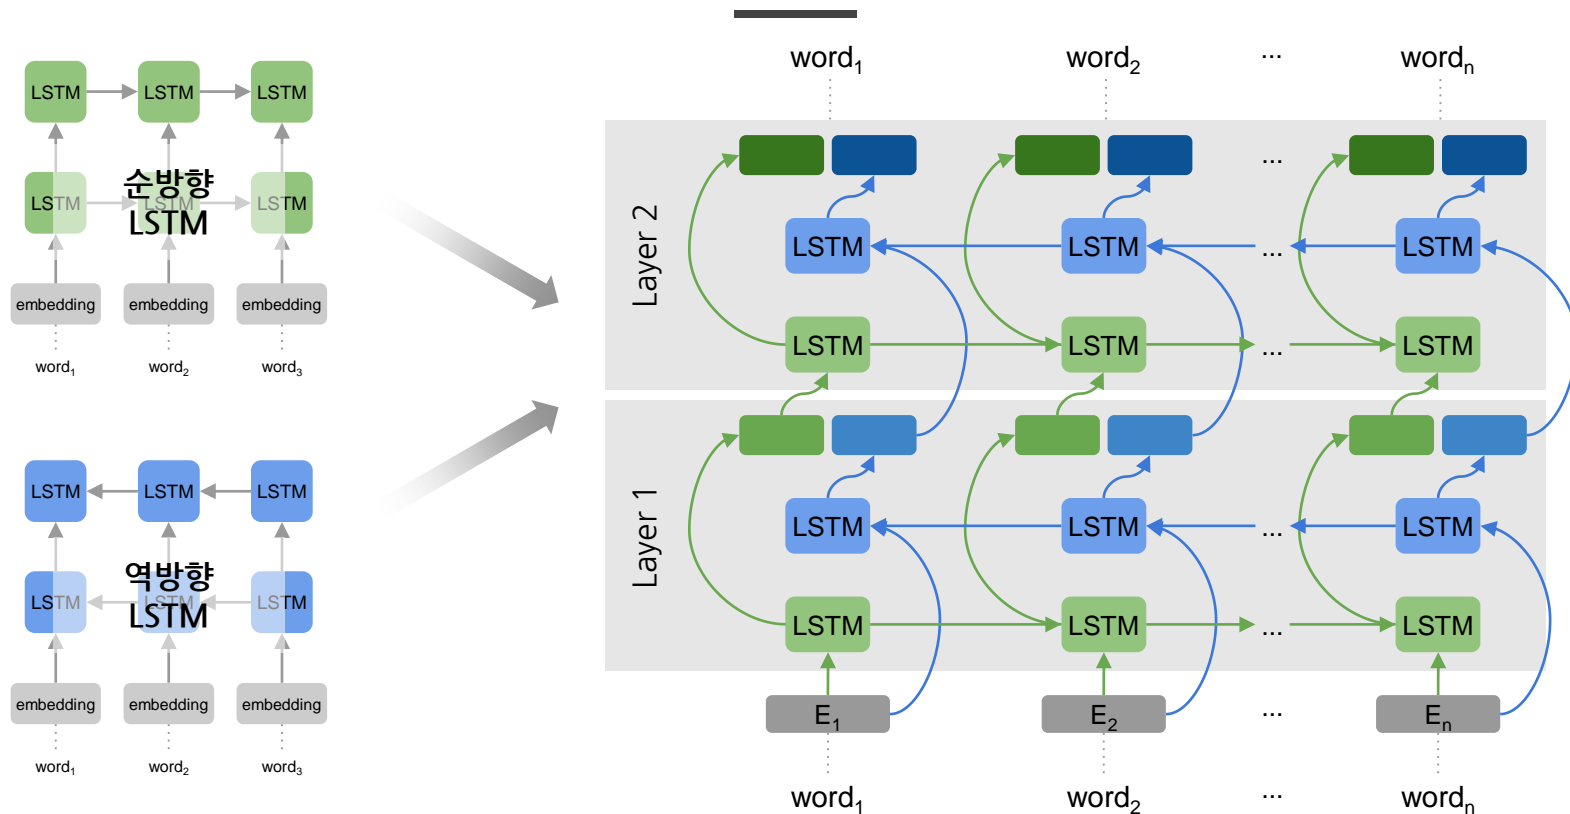 LSTM LSTM LSTM
순방향
LSTM
LSTM LSTM LSTM
embedding embedding embedding
word₁ word₂ word₃
LSTM LSTM LSTM
역방향
LSTM
LSTM LSTM LSTM
embedding embedding embedding
word₁ word₂ word₃
word₁ word₂ ... wordₙ
...
Layer 2
LSTM LSTM ... LSTM
LSTM LSTM ... LSTM
Layer 1
LSTM LSTM ... LSTM
LSTM LSTM ... LSTM
E₁ E₂ ... Eₙ
word₁ word₂ ... wordₙ